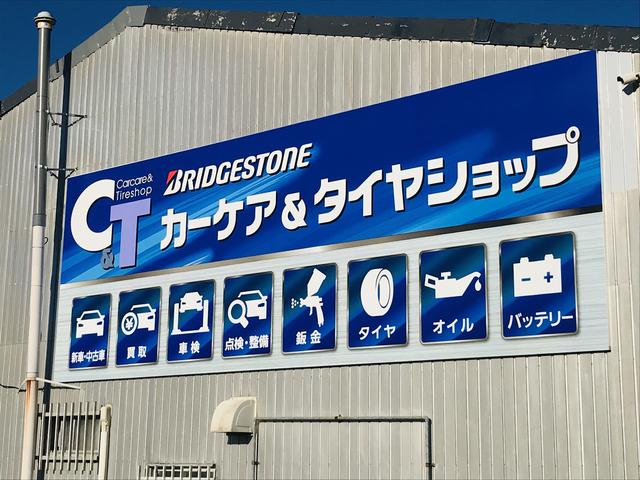 Carcare&
Tireshop
C&T
BRIDGESTONE
カーケア&タイヤショップ
新車・中古車
買取
車検
点検・整備
鈑金
タイヤ
オイル
バッテリー